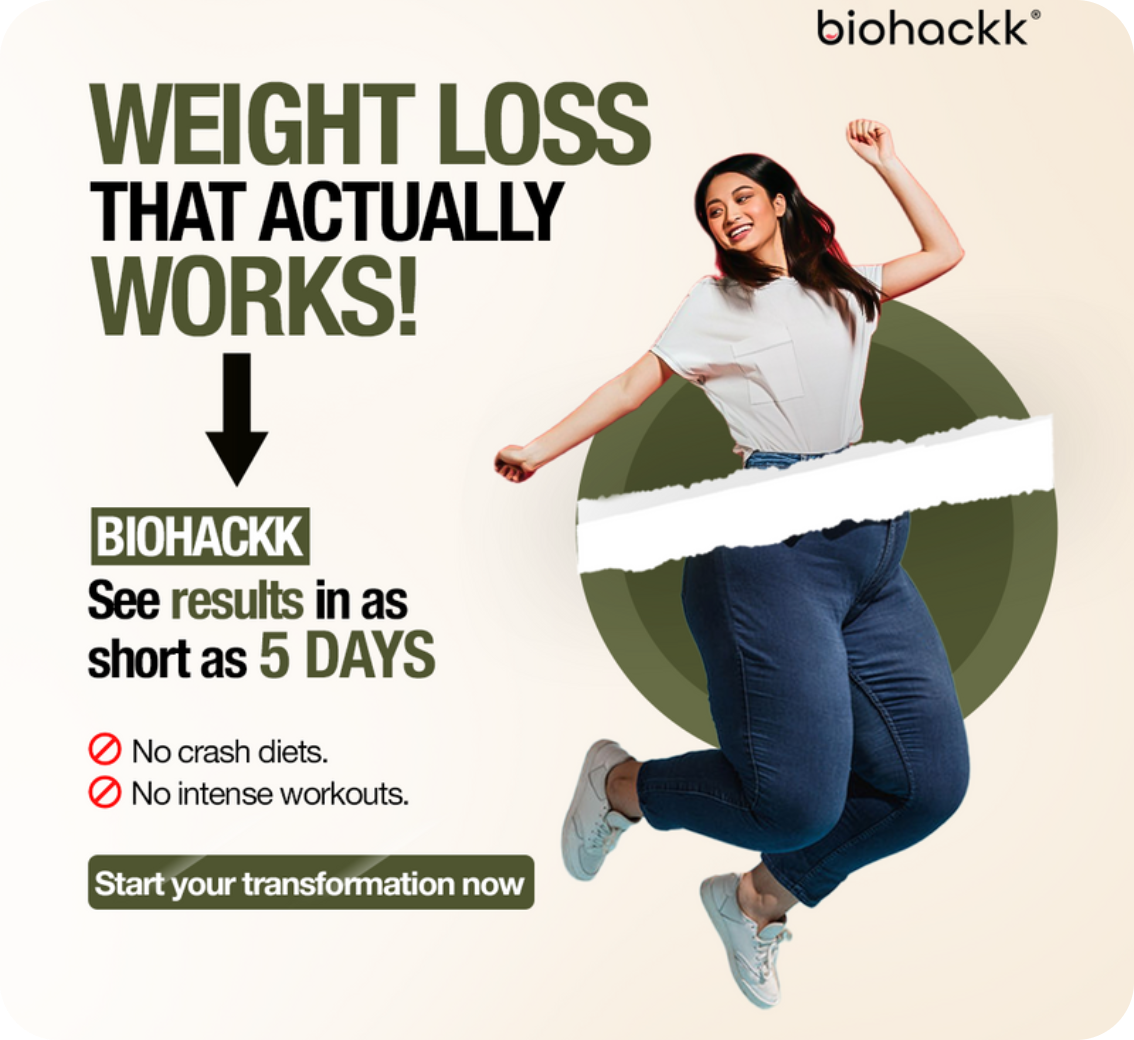 biohackk®
WEIGHT LOSS
THAT ACTUALLY
WORKS!
BIOHACKK
See results in as
short as 5 DAYS
No crash diets.
No intense workouts.
Start your transformation now